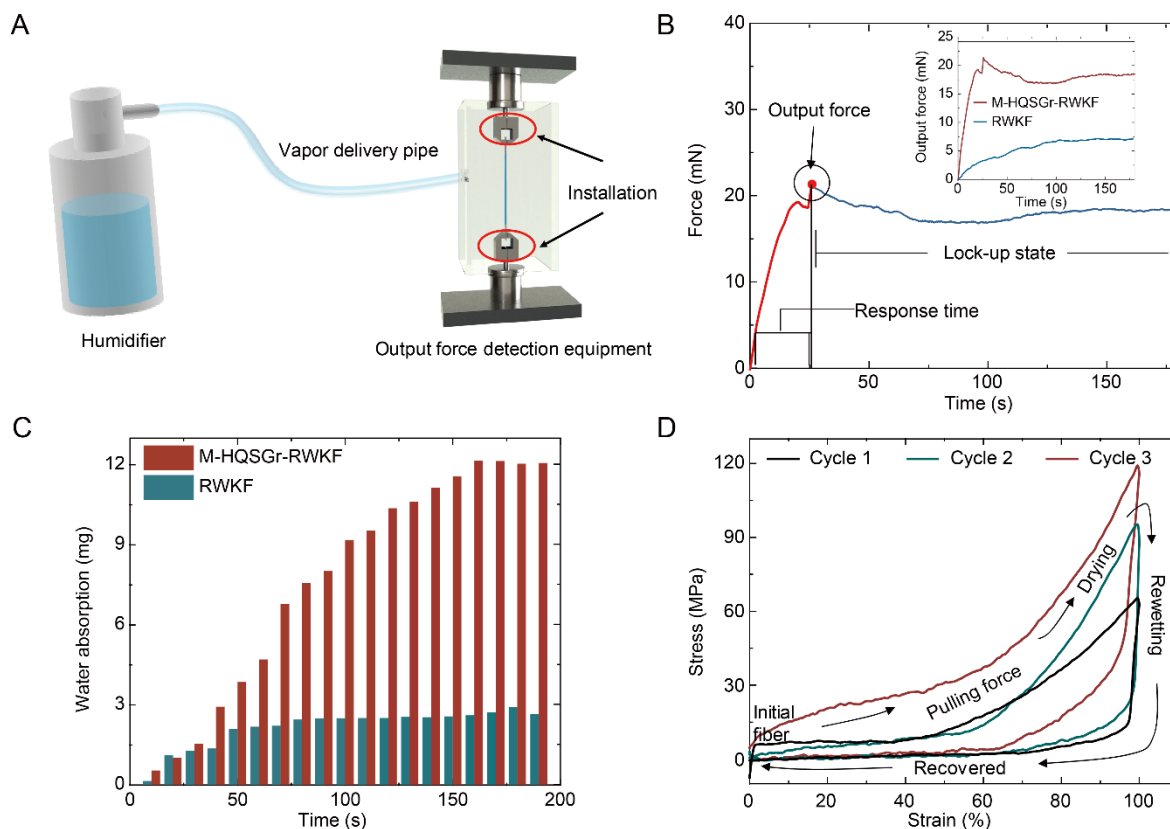 A
Vapor delivery pipe
Installation
Humidifier
Output force detection equipment
B
Force (mN)
40
30
20
10
0
Output force
Lock-up state
Response time
0
50
100
150
Time (s)
Output force (mN)
25
20
15
10
5
0
M-HQSGr-RWKF
RWKF
0
50
100
150
Time (s)
C
Water absorption (mg)
12
9
6
3
0
M-HQSGr-RWKF
RWKF
0
50
100
150
200
Time (s)
D
Cycle 1
Cycle 2
Cycle 3
Stress (MPa)
120
90
60
30
0
Initial
fiber
Pulling force
Drying
Rewetting
Recovered
0
20
40
60
80
100
Strain (%)